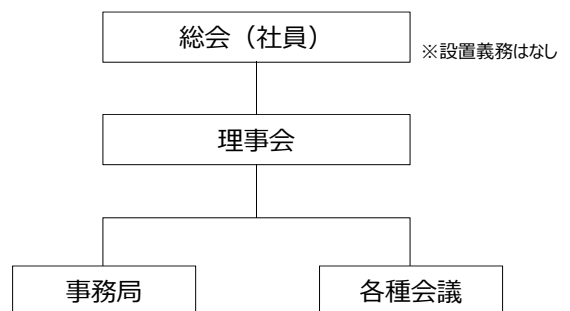 総会（社員）
※設置義務はなし
理事会
事務局
各種会議